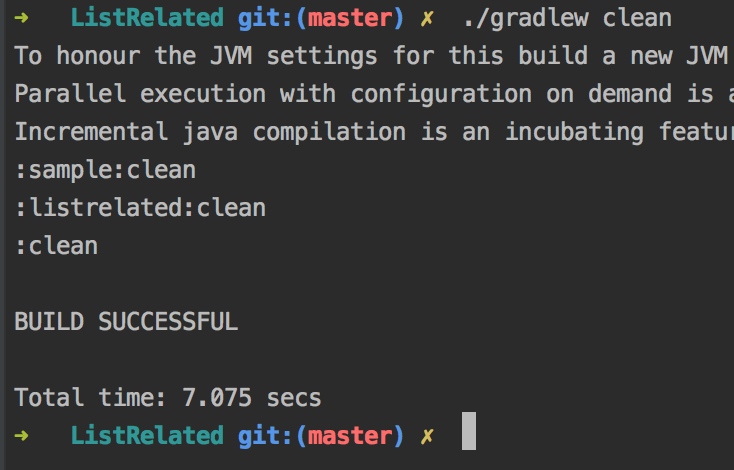 ➜ ListRelated git:(master) ✗ ./gradlew clean
To honour the JVM settings for this build a new JVM
Parallel execution with configuration on demand is
Incremental java compilation is an incubating
:sample:clean
:listrelated:clean
:clean
BUILD SUCCESSFUL
Total time: 7.075 secs
➜ ListRelated git:(master) ✗